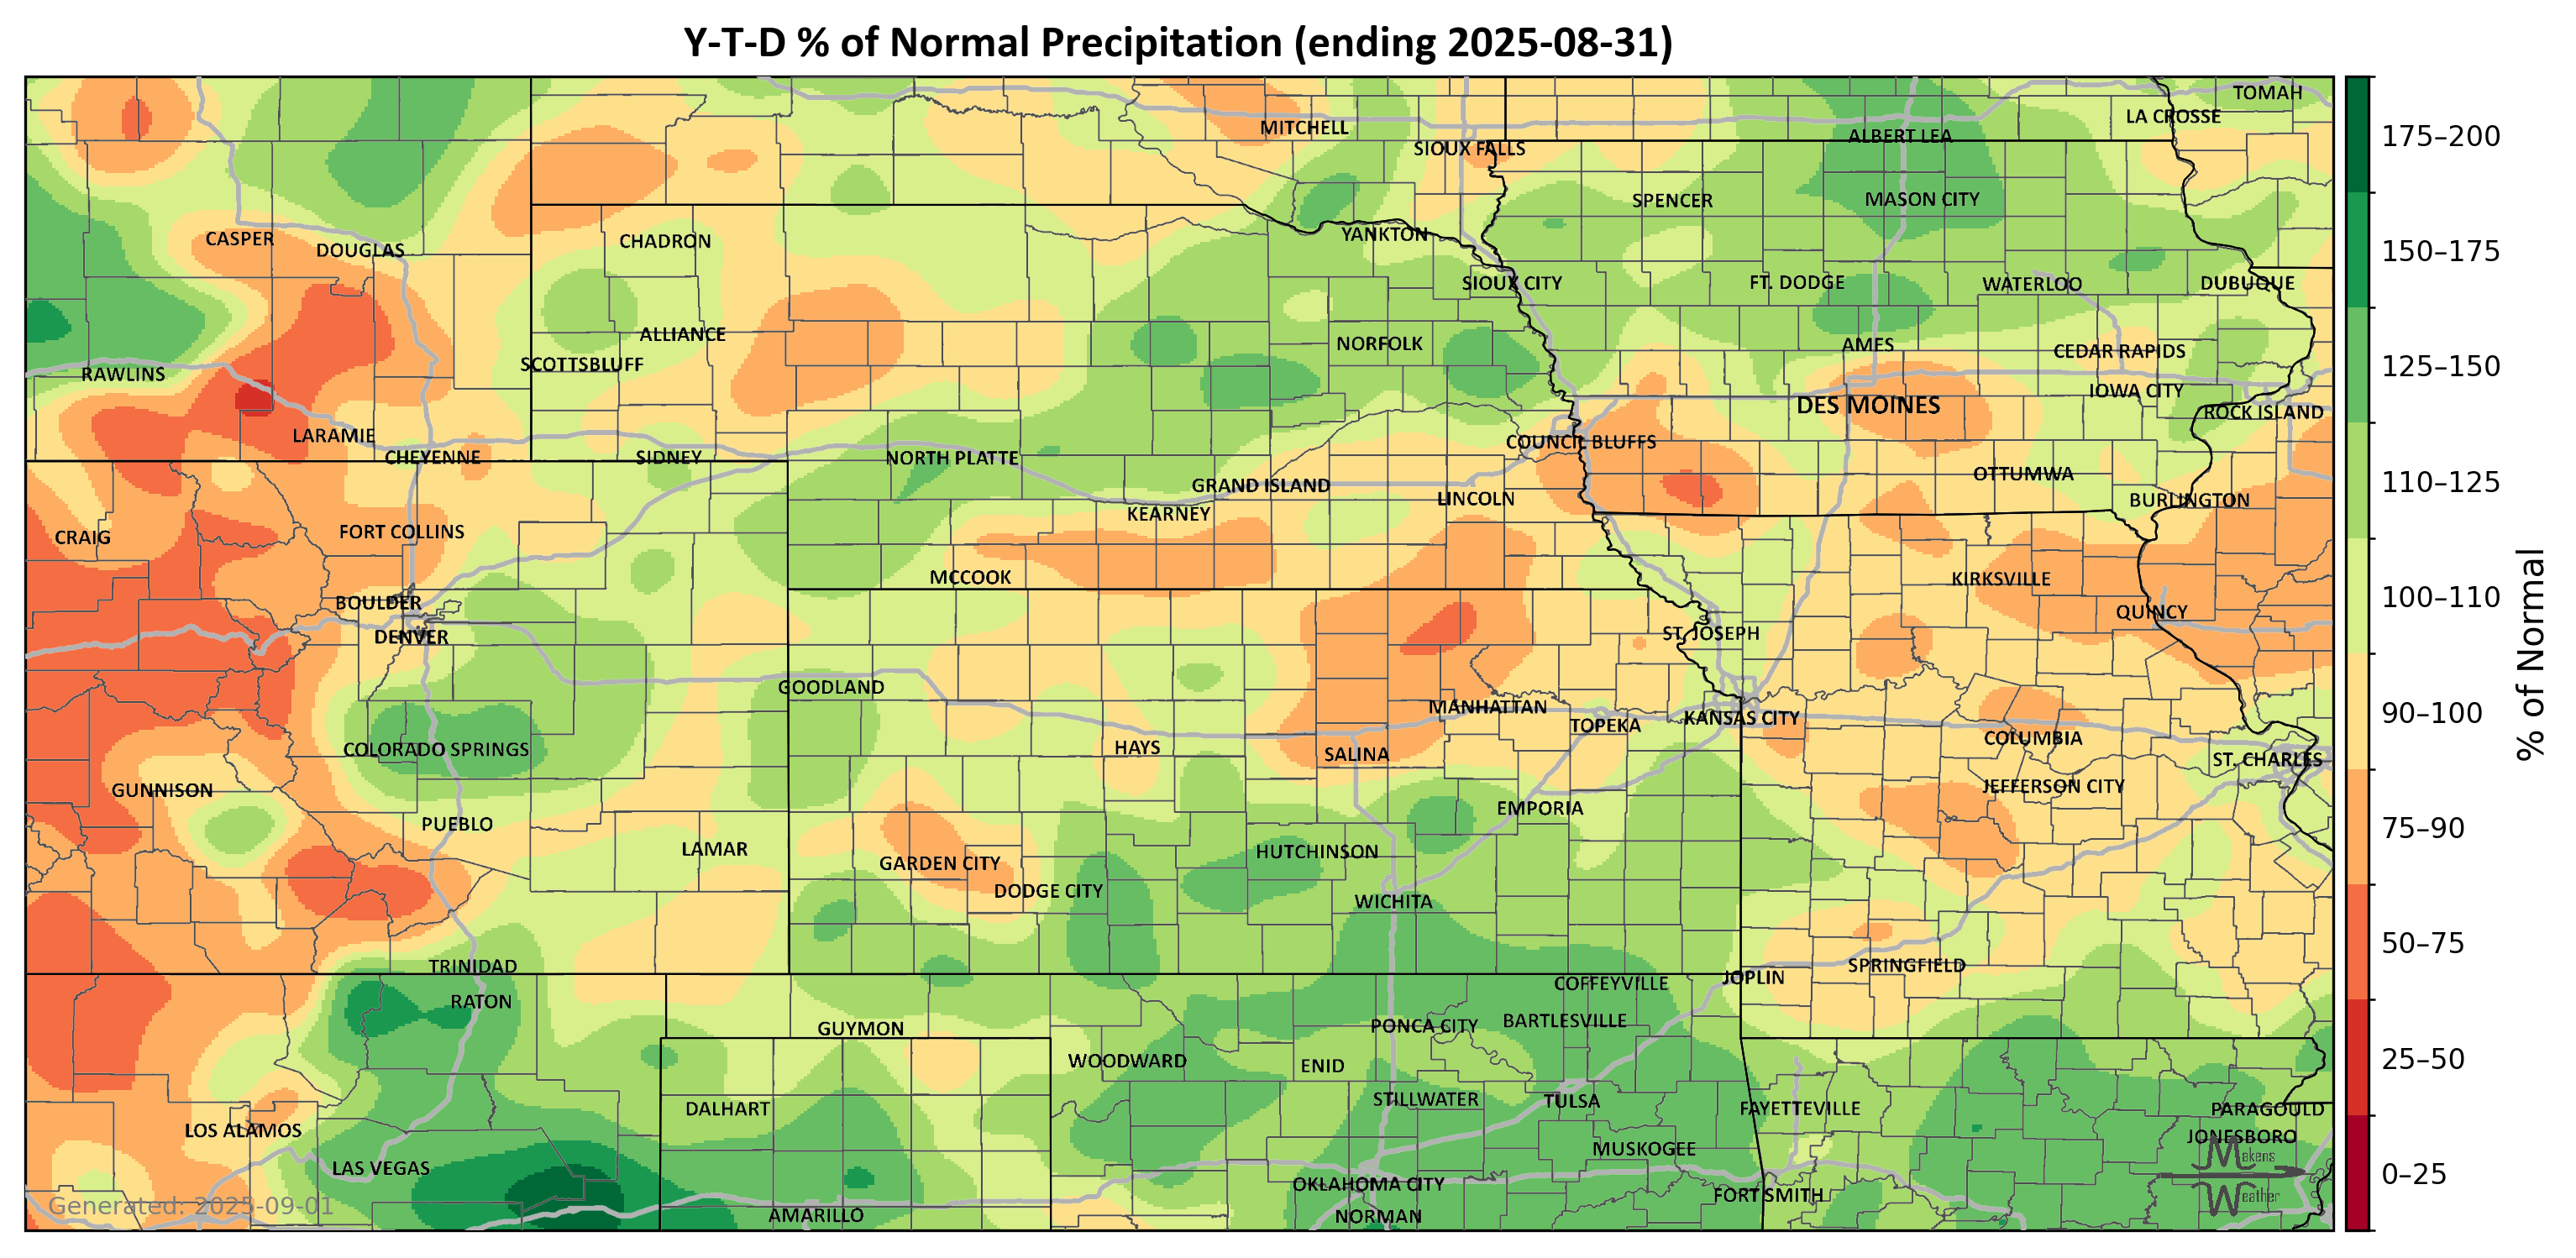 Y-T-D % of Normal Precipitation (ending 2025-08-31)
TOMAH
LA CROSSE
MITCHELL
ALBERT LEA
SIOUX FALLS
SPENCER
MASON CITY
CASPER
DOUGLAS
CHADRON
YANKTON
SIOUX CITY
FT. DODGE
WATERLOO
DUBUQUE
ALLIANCE
NORFOLK
AMES
CEDAR RAPIDS
SCOTTSBLUFF
RAWLINS
IOWA CITY
DES MOINES
ROCK ISLAND
LARAMIE
COUNCIL BLUFFS
CHEYENNE
SIDNEY
NORTH PLATTE
OTTUMWA
GRAND ISLAND
LINCOLN
BURLINGTON
KEARNEY
CRAIG
FORT COLLINS
MCCOOK
KIRKSVILLE
BOULDER
QUINCY
DENVER
ST. JOSEPH
GOODLAND
MANHATTAN
TOPEKA
KANSAS CITY
COLUMBIA
COLORADO SPRINGS
HAYS
SALINA
ST. CHARLES
GUNNISON
JEFFERSON CITY
EMPORIA
PUEBLO
LAMAR
HUTCHINSON
GARDEN CITY
DODGE CITY
WICHITA
TRINIDAD
SPRINGFIELD
JOPLIN
COFFEYVILLE
RATON
GUYMON
PONCA CITY
BARTLESVILLE
WOODWARD
ENID
DALHART
STILLWATER
TULSA
FAYETTEVILLE
PARAGOULD
LOS ALAMOS
JONESBORO
MUSKOGEE
LAS VEGAS
OKLAHOMA CITY
FORT SMITH
AMARILLO
NORMAN
Makens
Weather
Generated: 2025-09-01
175–200
150–175
125–150
110–125
100–110
90–100
75–90
50–75
25–50
0–25
% of Normal